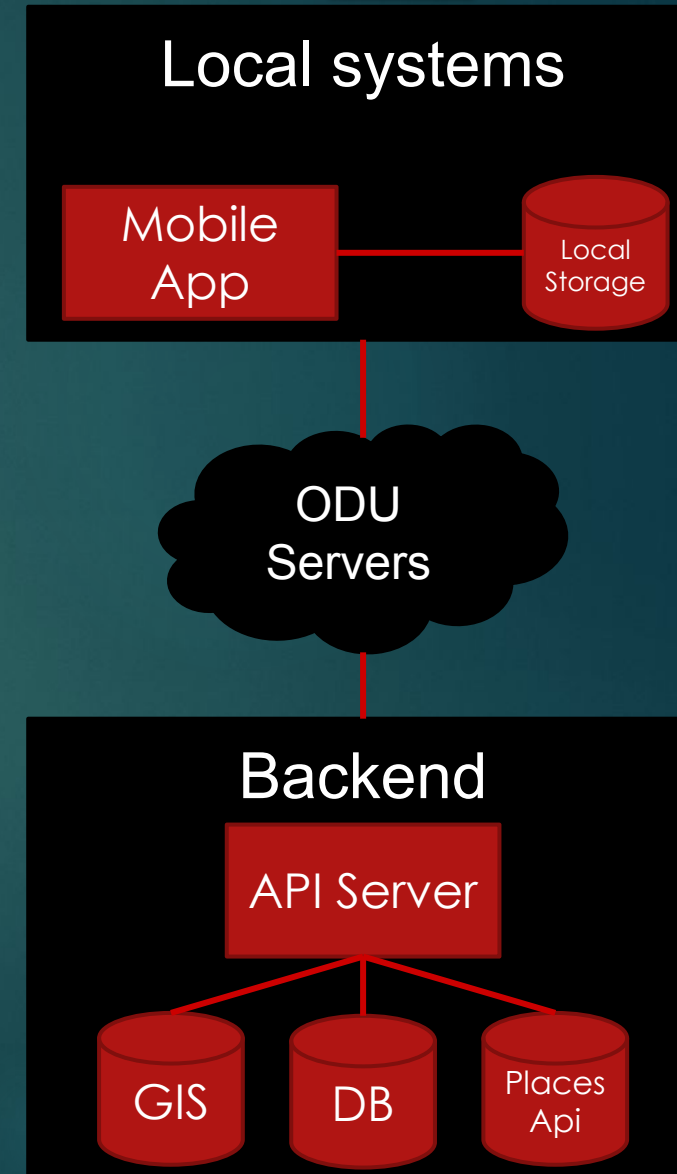 Local systems
Mobile
App
Local
Storage
ODU
Servers
Backend
API Server
GIS
DB
Places
Api